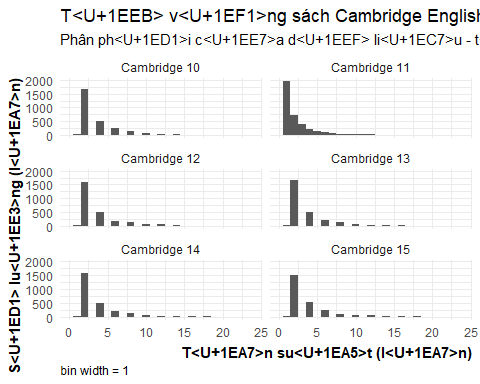 T<U+1EEB> v<U+1EF1>ng sách Cambridge English
Phân ph<U+1ED1>i c<U+1EE7>a d<U+1EEF> li<U+1EC7>u - t
Cambridge 10 Cambridge 11
2000
1500
1000
500
0
Cambridge 12 Cambridge 13
2000
1500
1000
500
0
Cambridge 14 Cambridge 15
2000
1500
1000
500
0
0 5 10 15 20 25 0 5 10 15 20 25
S<U+1ED1> lu<U+1EE3>ng (l<U+1EA7>n)
T<U+1EA7>n su<U+1EA5>t (l<U+1EA7>n)
bin width = 1